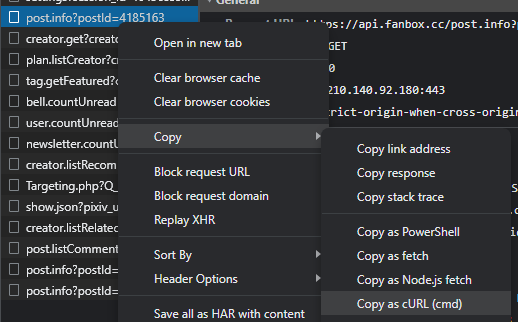 General
post.info?postId=4185163
https://api.fanbox.cc/post.info?p
creator.get?creato
Open in new tab
GET
plan.listCreator?c
tag.getFeatured?c
Clear browser cache
210.140.92.180:443
bell.countUnread
Clear browser cookies
trict-origin-when-cross-origin
user.countUnread
newsletter.countU
Copy
creator.listRecom
Copy link address
Targeting.php?Q_
Block request URL
Copy response
show.json?pixiv_u
Block request domain
Copy stack trace
creator.listRelate
Replay XHR
post.listComment
Copy as PowerShell
post.info?postId=
Sort By
Copy as fetch
post.info?postId=
Header Options
Copy as Node.js fetch
Copy as cURL (cmd)
Save all as HAR with content